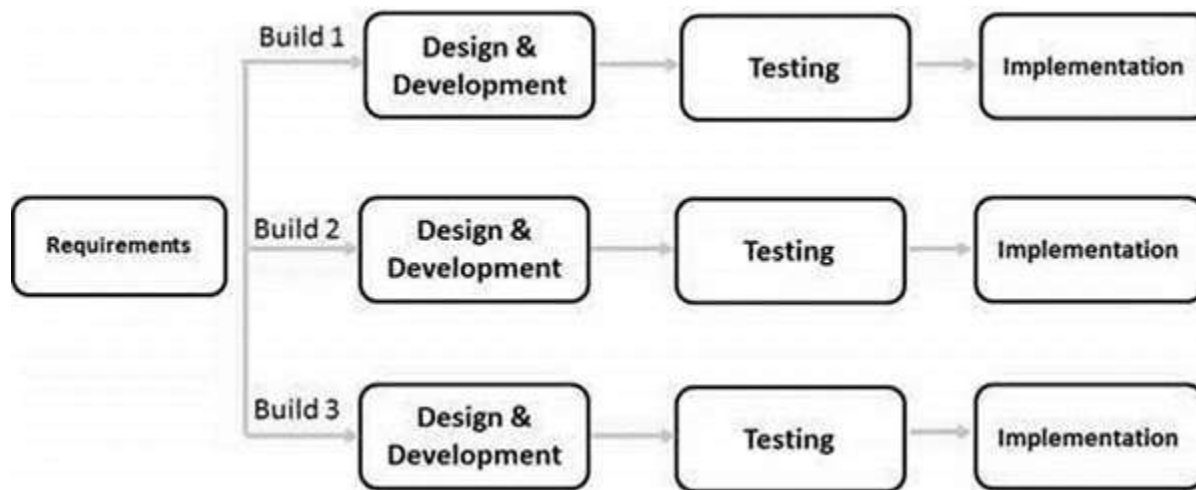 Build 1
Design &
Development
Testing
Implementation
Requirements
Build 2
Design &
Development
Testing
Implementation
Build 3
Design &
Development
Testing
Implementation